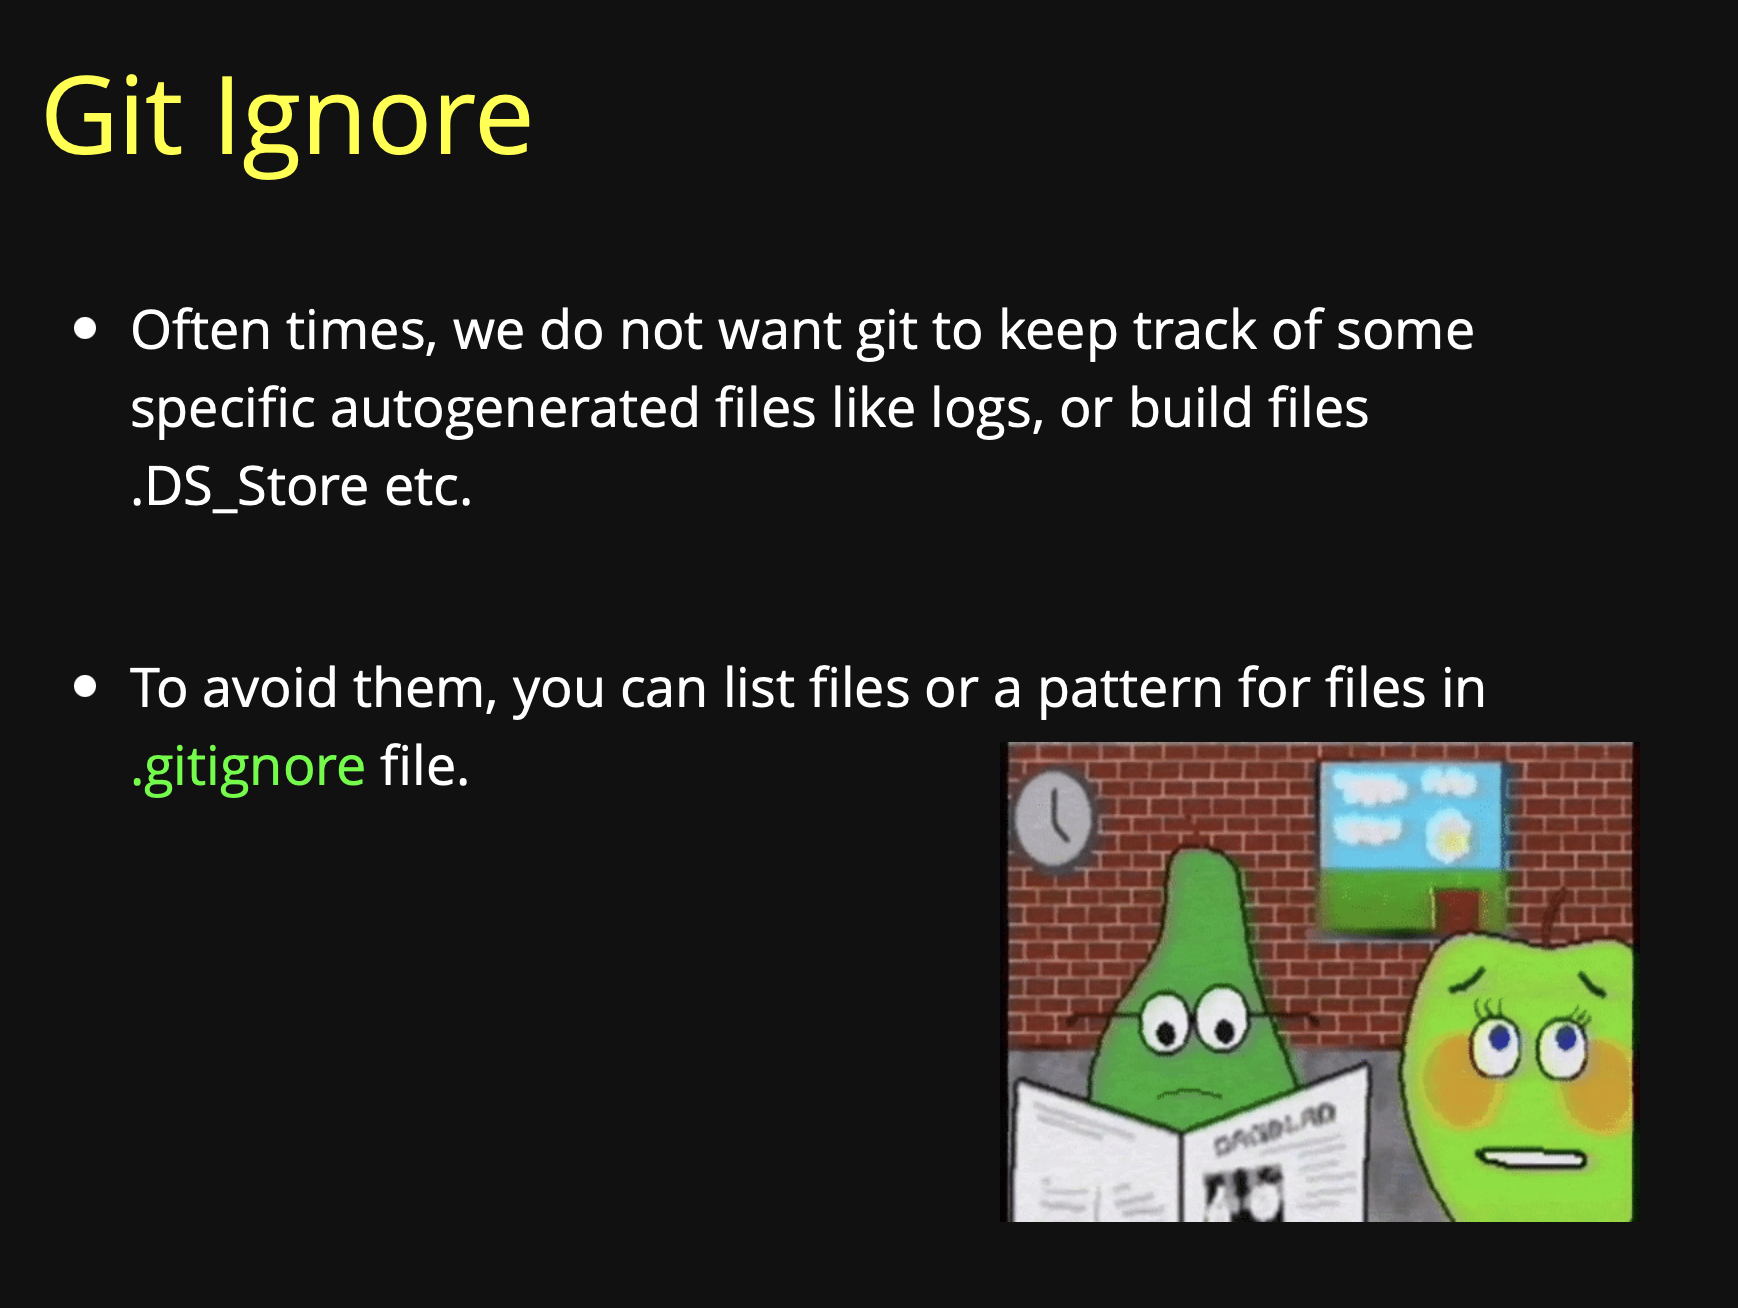 Git Ignore
Often times, we do not want git to keep track of some
specific autogenerated files like logs, or build files
.DS_Store etc.
To avoid them, you can list files or a pattern for files in
.gitignore file.